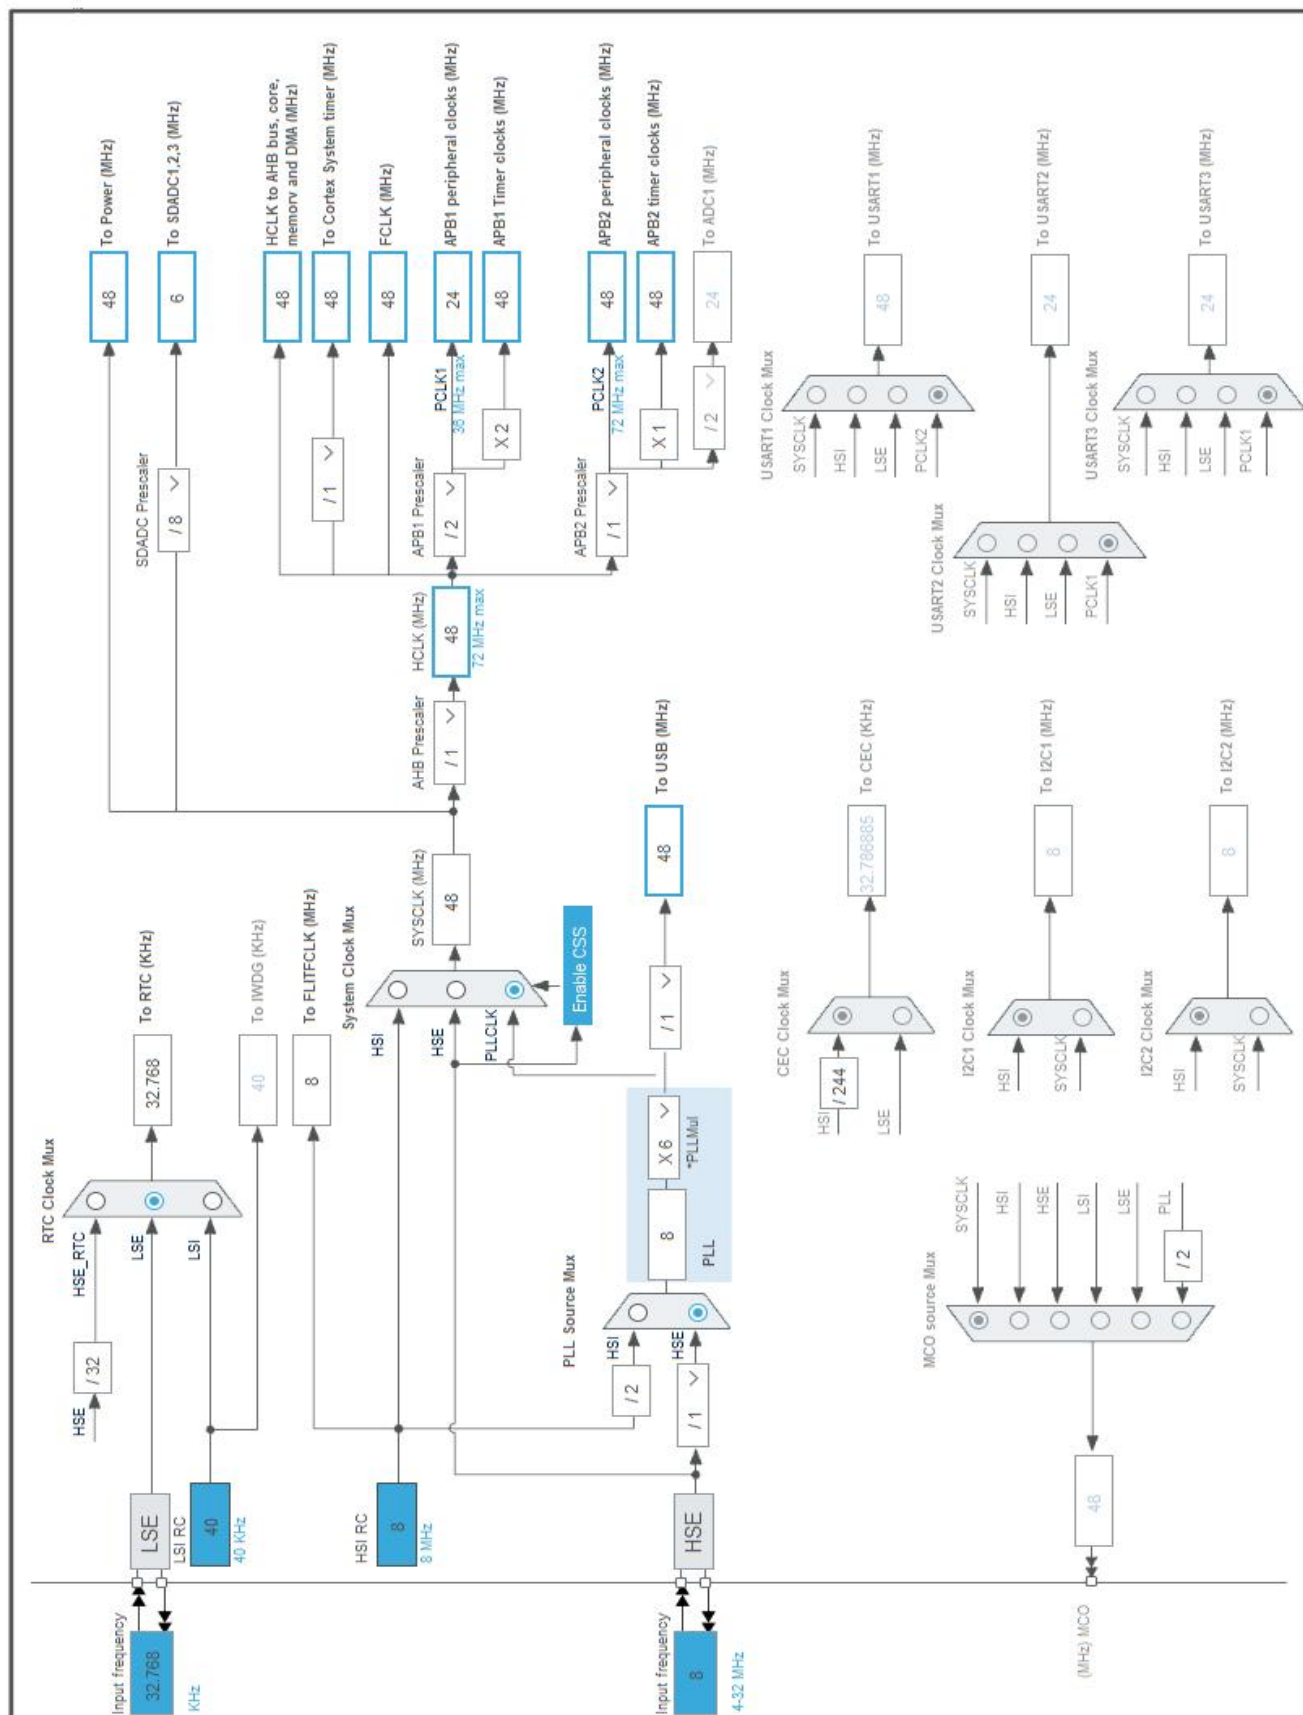 Input frequency
32.768
KHz
LSE
LSI RC
40
40 KHz
HSE
/ 32
HSE_RTC
LSE
LSI
RTC Clock Mux
32.768
To RTC (KHz)
40
To IWDG (KHz)
8
To FLITFCLK (MHz)
HSI RC
8
8 MHz
Input frequency
8
4-32 MHz
HSE
/ 2
/ 1
HSI
HSE
PLL Source Mux
8
X 6
*PLLMul
PLL
/ 1
48
To USB (MHz)
System Clock Mux
HSI
HSE
PLLCLK
Enable CSS
SYSCLK (MHz)
48
AHB Prescaler
/ 1
HCLK (MHz)
48
72 MHz max
48
To Power (MHz)
SDADC Prescaler
/ 8
6
To SDADC1,2,3 (MHz)
48
HCLK to AHB bus, core,
memory and DMA (MHz)
/ 1
48
To Cortex System timer (MHz)
48
FCLK (MHz)
APB1 Prescaler
/ 2
PCLK1
36 MHz max
24
APB1 peripheral clocks (MHz)
X 2
48
APB1 Timer clocks (MHz)
APB2 Prescaler
/ 1
PCLK2
72 MHz max
48
APB2 peripheral clocks (MHz)
X 1
48
APB2 timer clocks (MHz)
/ 2
24
To ADC1 (MHz)
(MHz) MCO
48
MCO source Mux
SYSCLK
HSI
HSE
LSI
LSE
PLL
/ 2
CEC Clock Mux
HSI
/ 244
LSE
32.786885
To CEC (KHz)
I2C1 Clock Mux
HSI
SYSCLK
8
To I2C1 (MHz)
I2C2 Clock Mux
HSI
SYSCLK
8
To I2C2 (MHz)
USART1 Clock Mux
SYSCLK
HSI
LSE
PCLK2
48
To USART1 (MHz)
USART2 Clock Mux
SYSCLK
HSI
LSE
PCLK1
24
To USART2 (MHz)
USART3 Clock Mux
SYSCLK
HSI
LSE
PCLK1
24
To USART3 (MHz)